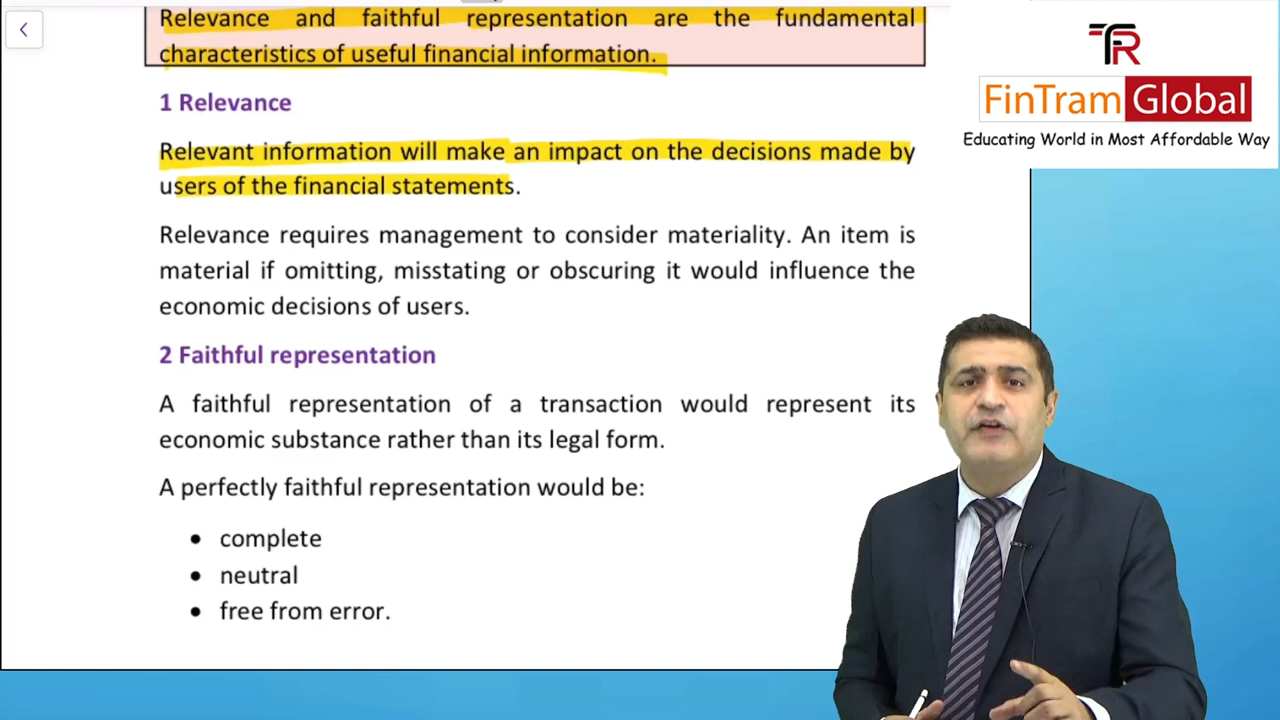 Relevance and faithful representation are the fundamental
characteristics of useful financial information.
1 Relevance
Relevant information will make an impact on the decisions made by
users of the financial statements.
Relevance requires management to consider materiality. An item is
material if omitting, misstating or obscuring it would influence the
economic decisions of users.
2 Faithful representation
A faithful representation of a transaction would represent its
economic substance rather than its legal form.
A perfectly faithful representation would be:
• complete
• neutral
• free from error.
TFR
FinTram Global
Educating World in Most Affordable Way